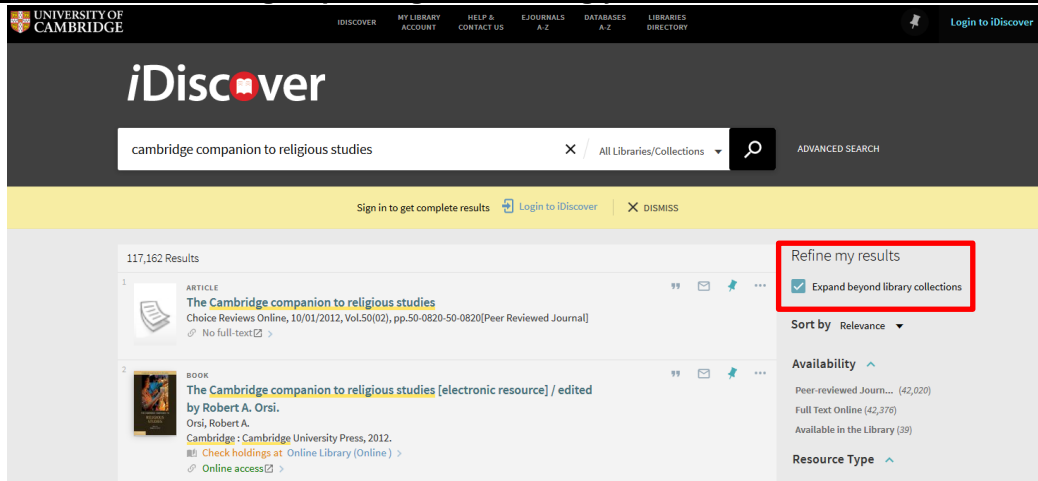 UNIVERSITY OF
CAMBRIDGE
IDISCOVER
MY LIBRARY
ACCOUNT
HELP &
CONTACT US
EJOURNALS
A-Z
DATABASES
A-Z
LIBRARIES
DIRECTORY
Login to iDiscover
iDiscover
cambridge companion to religious studies
All Libraries/Collections
ADVANCED SEARCH
Sign in to get complete results Login to iDiscover DISMISS
117,162 Results
1
ARTICLE
The Cambridge companion to religious studies
Choice Reviews Online, 10/01/2012, Vol.50(02), pp.50-0820-50-0820[Peer Reviewed Journal]
No full-text
2
BOOK
The Cambridge companion to religious studies [electronic resource] / edited
by Robert A. Orsi.
Orsi, Robert A.
Cambridge : Cambridge University Press, 2012.
Check holdings at Online Library (Online )
Online access
Refine my results
Expand beyond library collections
Sort by Relevance
Availability
Peer-reviewed Journ... (42,020)
Full Text Online (42,376)
Available in the Library (39)
Resource Type